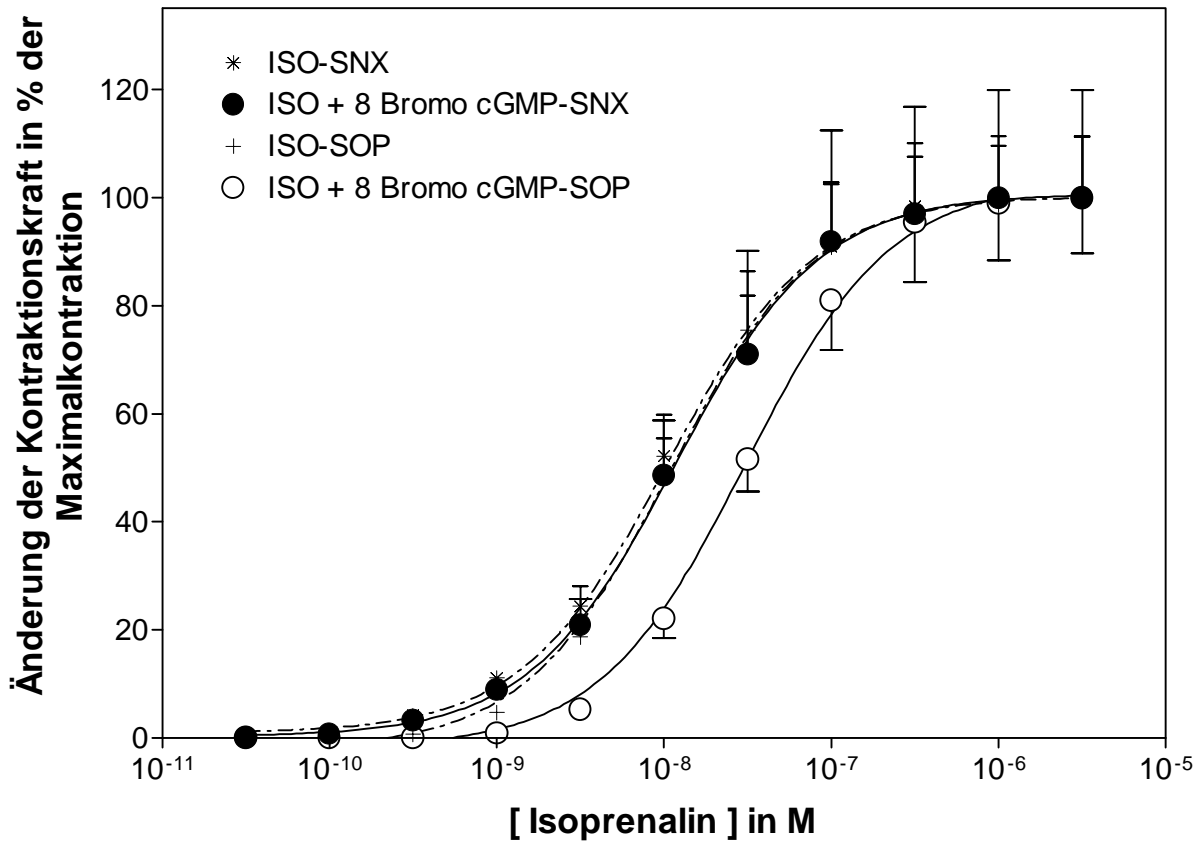 Änderung der Kontraktionskraft in % der
Maximalkontraktion
ISO-SNX
ISO + 8 Bromo cGMP-SNX
ISO-SOP
ISO + 8 Bromo cGMP-SOP
120
100
80
60
40
20
0
10-11 10-10 10-9 10-8 10-7 10-6 10-5
[ Isoprenalin ] in M